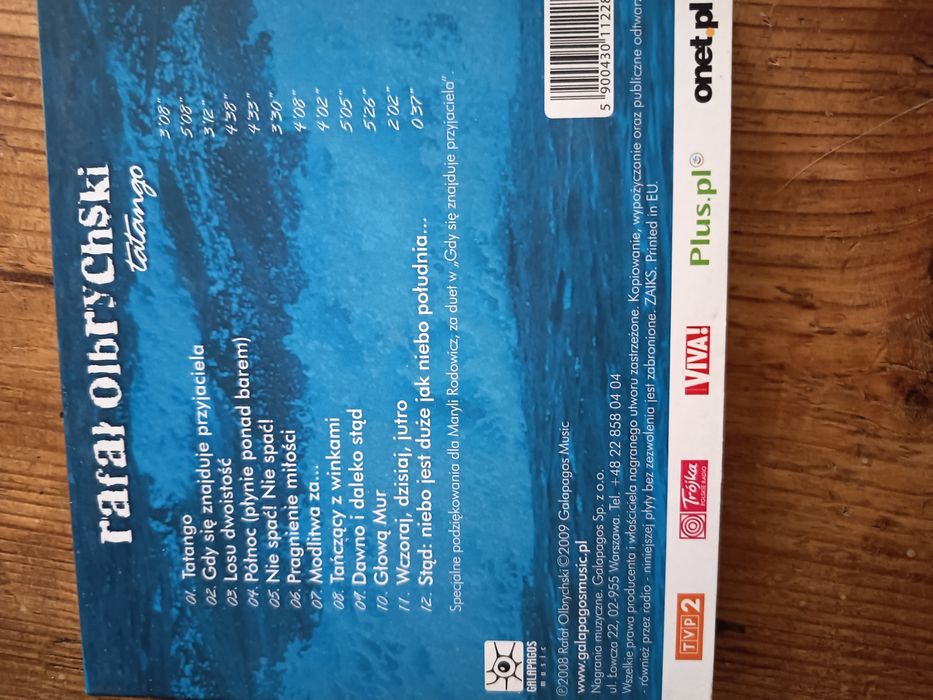 rafał olbrychski
tatango
01. Tatango 3'08"
02. Gdy się znajduje przyjaciela 5'08"
03. Losu dwoistość 3'12"
04. Północ (płynie ponad barem) 4'38"
05. Nie spać! Nie spać! 4'33"
06. Pragnienie miłości 3'30"
07. Modliwa za... 4'08"
08. Tańczący z winkami 4'02"
09. Dawno i daleko stąd 5'05"
10. Głową Mur 5'26"
11. Wczoraj, dzisiaj, jutro 2'02"
12. Stąd: niebo jest duże jak niebo południa... 0'37"
Specjalne podziękowania dla Maryli Rodowicz, za duet w „Gdy się znajduje przyjaciela".
GALAPAGOS
music
℗2008 Rafał Olbrychski ©2009 Galapagos Music
www.galapagosmusic.pl
Nagrania muzyczne. Galapagos Sp. z o.o.
ul. Łowcza 22, 02-955 Warszawa. Tel. +48 22 858 04 04
Wszelkie prawa producenta i właściciela nagranego utworu zastrzeżone. Kopiowanie, wypożyczanie oraz publiczne
- również przez radio - niniejszej płyty bez zezwolenia jest zabronione. ZAIKS. Printed in EU.
5 900430 11228
TVP2
Trójka
POLSKIE RADIO
VIVA!
Plus.pl
onet.pl